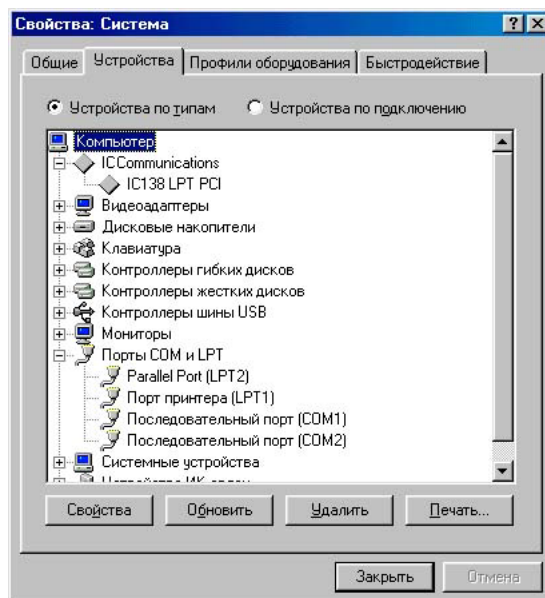 Свойства: Система
Общие Устройства Профили оборудования Быстродействие
Устройства по типам Устройства по подключению
Компьютер
ICCommunications
IC138 LPT PCI
Видеоадаптеры
Дисковые накопители
Клавиатура
Контроллеры гибких дисков
Контроллеры жестких дисков
Контроллеры шины USB
Мониторы
Порты COM и LPT
Parallel Port (LPT2)
Порт принтера (LPT1)
Последовательный порт (COM1)
Последовательный порт (COM2)
Системные устройства
Свойства Обновить Удалить Печать...
Закрыть Отмена